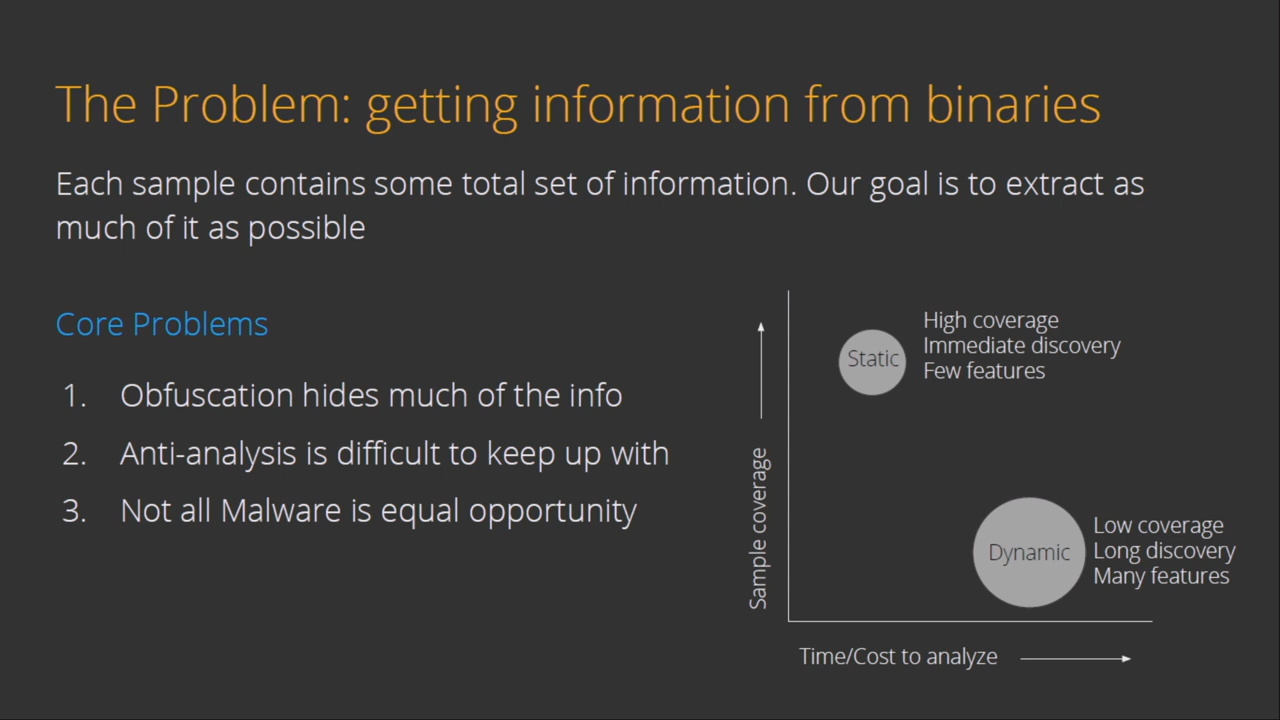 The Problem: getting information from binaries
Each sample contains some total set of information. Our goal is to extract as
much of it as possible
Core Problems
1. Obfuscation hides much of the info
2. Anti-analysis is difficult to keep up with
3. Not all Malware is equal opportunity
Sample coverage
Static
High coverage
Immediate discovery
Few features
Dynamic
Low coverage
Long discovery
Many features
Time/Cost to analyze